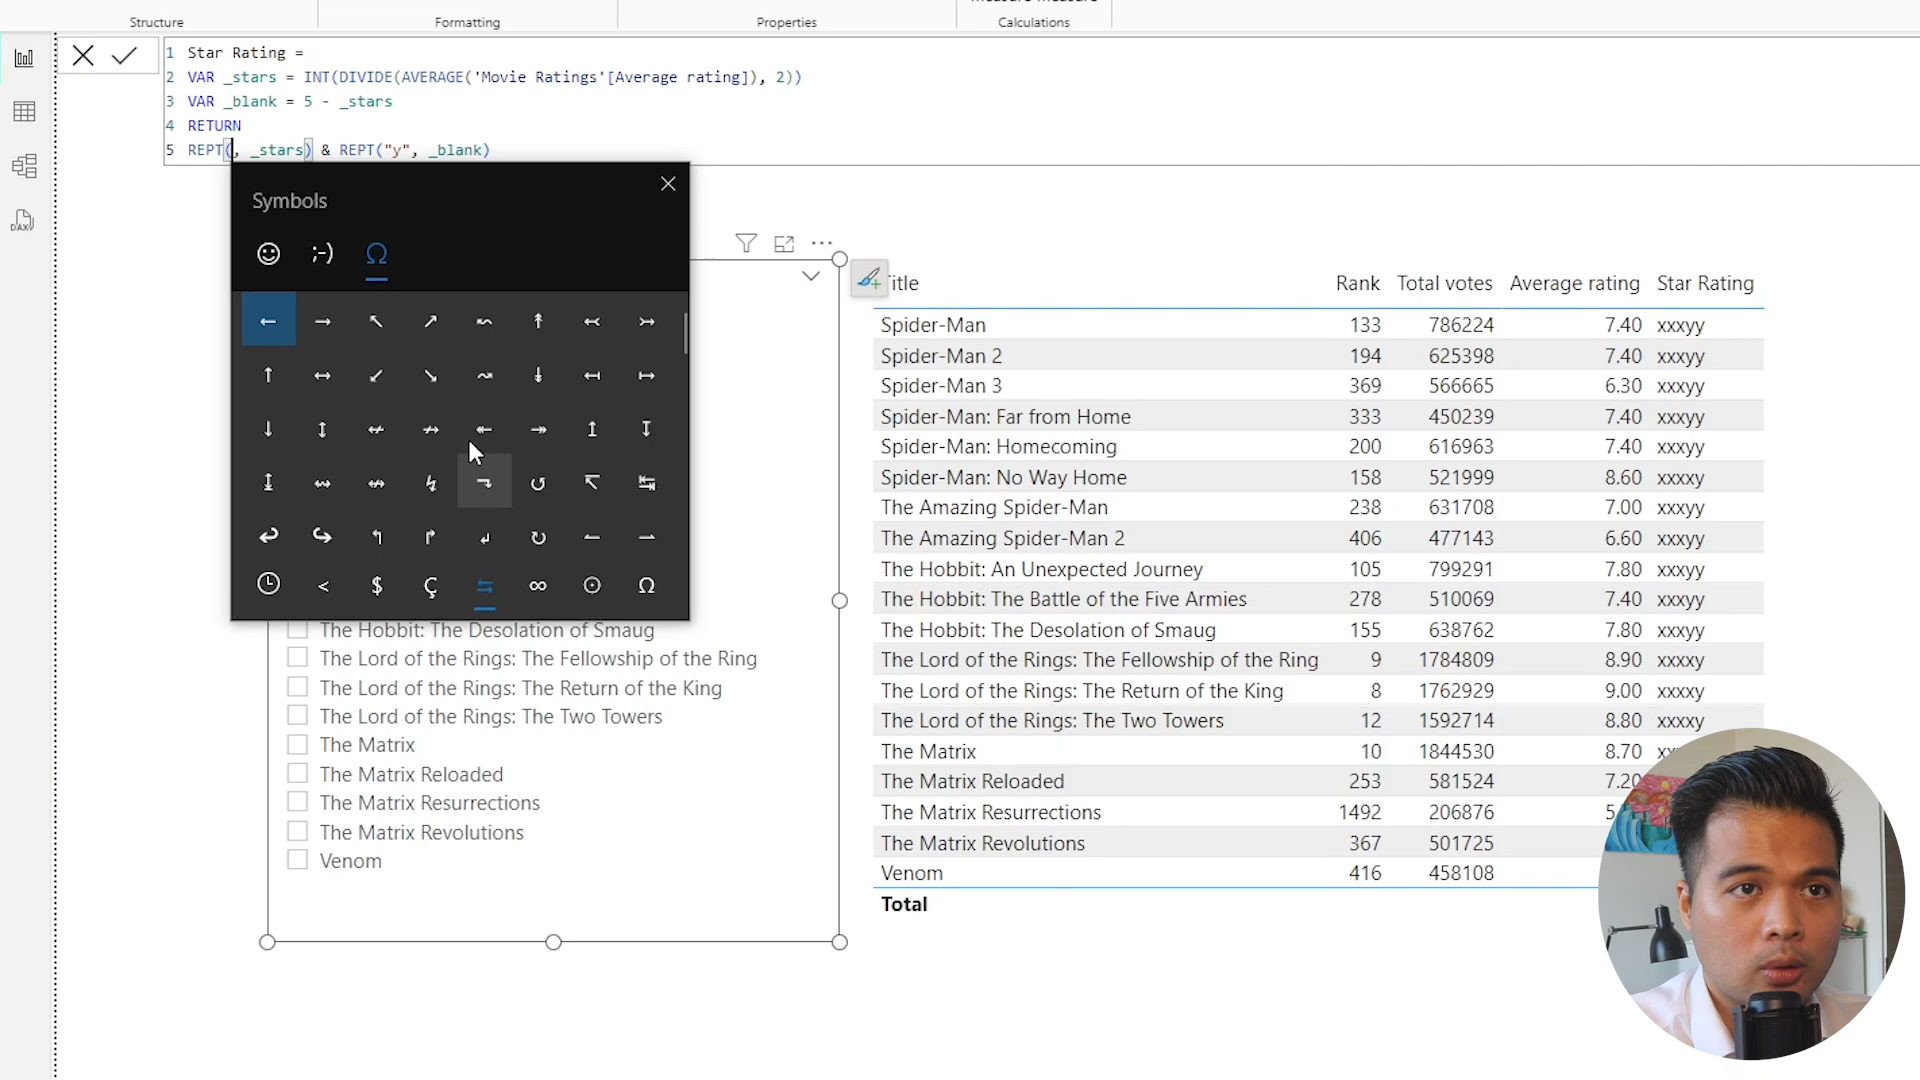 Structure
Formatting
Properties
Calculations
1 Star Rating =
2 VAR _stars = INT(DIVIDE(AVERAGE('Movie Ratings'[Average rating]), 2))
3 VAR _blank = 5 - _stars
4 RETURN
5 REPT(, _stars) & REPT("y", _blank)
DAX
Symbols
;-)
Ω
← → ↖ ↗ ↜ ↟ ↢ ↣
↑ ↔ ↙ ↘ ↝ ↡ ↤ ↦
↓ ↕ ↚ ↛ ↞ ↠ ↥ ↧
↨ ↭ ↮ ↯ ¬ ↺ ↸ ↹
↩ ↪ ↰ ↱ ↲ ↻ ↼ ⇀
< $ Ç ⇆ ∞ ⊙ Ω
The Hobbit: The Desolation of Smaug
The Lord of the Rings: The Fellowship of the Ring
The Lord of the Rings: The Return of the King
The Lord of the Rings: The Two Towers
The Matrix
The Matrix Reloaded
The Matrix Resurrections
The Matrix Revolutions
Venom
itle Rank Total votes Average rating Star Rating
Spider-Man 133 786224 7.40 xxxyy
Spider-Man 2 194 625398 7.40 xxxyy
Spider-Man 3 369 566665 6.30 xxxyy
Spider-Man: Far from Home 333 450239 7.40 xxxyy
Spider-Man: Homecoming 200 616963 7.40 xxxyy
Spider-Man: No Way Home 158 521999 8.60 xxxxy
The Amazing Spider-Man 238 631708 7.00 xxxyy
The Amazing Spider-Man 2 406 477143 6.60 xxxyy
The Hobbit: An Unexpected Journey 105 799291 7.80 xxxyy
The Hobbit: The Battle of the Five Armies 278 510069 7.40 xxxyy
The Hobbit: The Desolation of Smaug 155 638762 7.80 xxxyy
The Lord of the Rings: The Fellowship of the Ring 9 1784809 8.90 xxxxy
The Lord of the Rings: The Return of the King 8 1762929 9.00 xxxxy
The Lord of the Rings: The Two Towers 12 1592714 8.80 xxxxy
The Matrix 10 1844530 8.70 xx
The Matrix Reloaded 253 581524 7.20
The Matrix Resurrections 1492 206876 5.
The Matrix Revolutions 367 501725
Venom 416 458108
Total